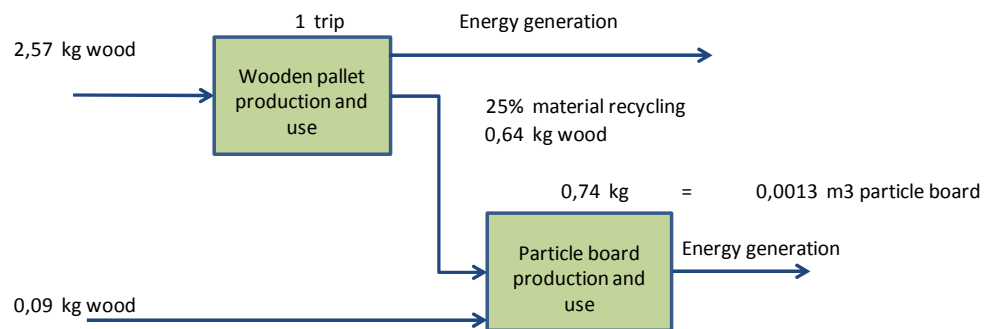 1 trip
Energy generation
2,57 kg wood
Wooden pallet
production and
use
25% material recycling
0,64 kg wood
0,74 kg = 0,0013 m3 particle board
Particle board
production and
use
Energy generation
0,09 kg wood